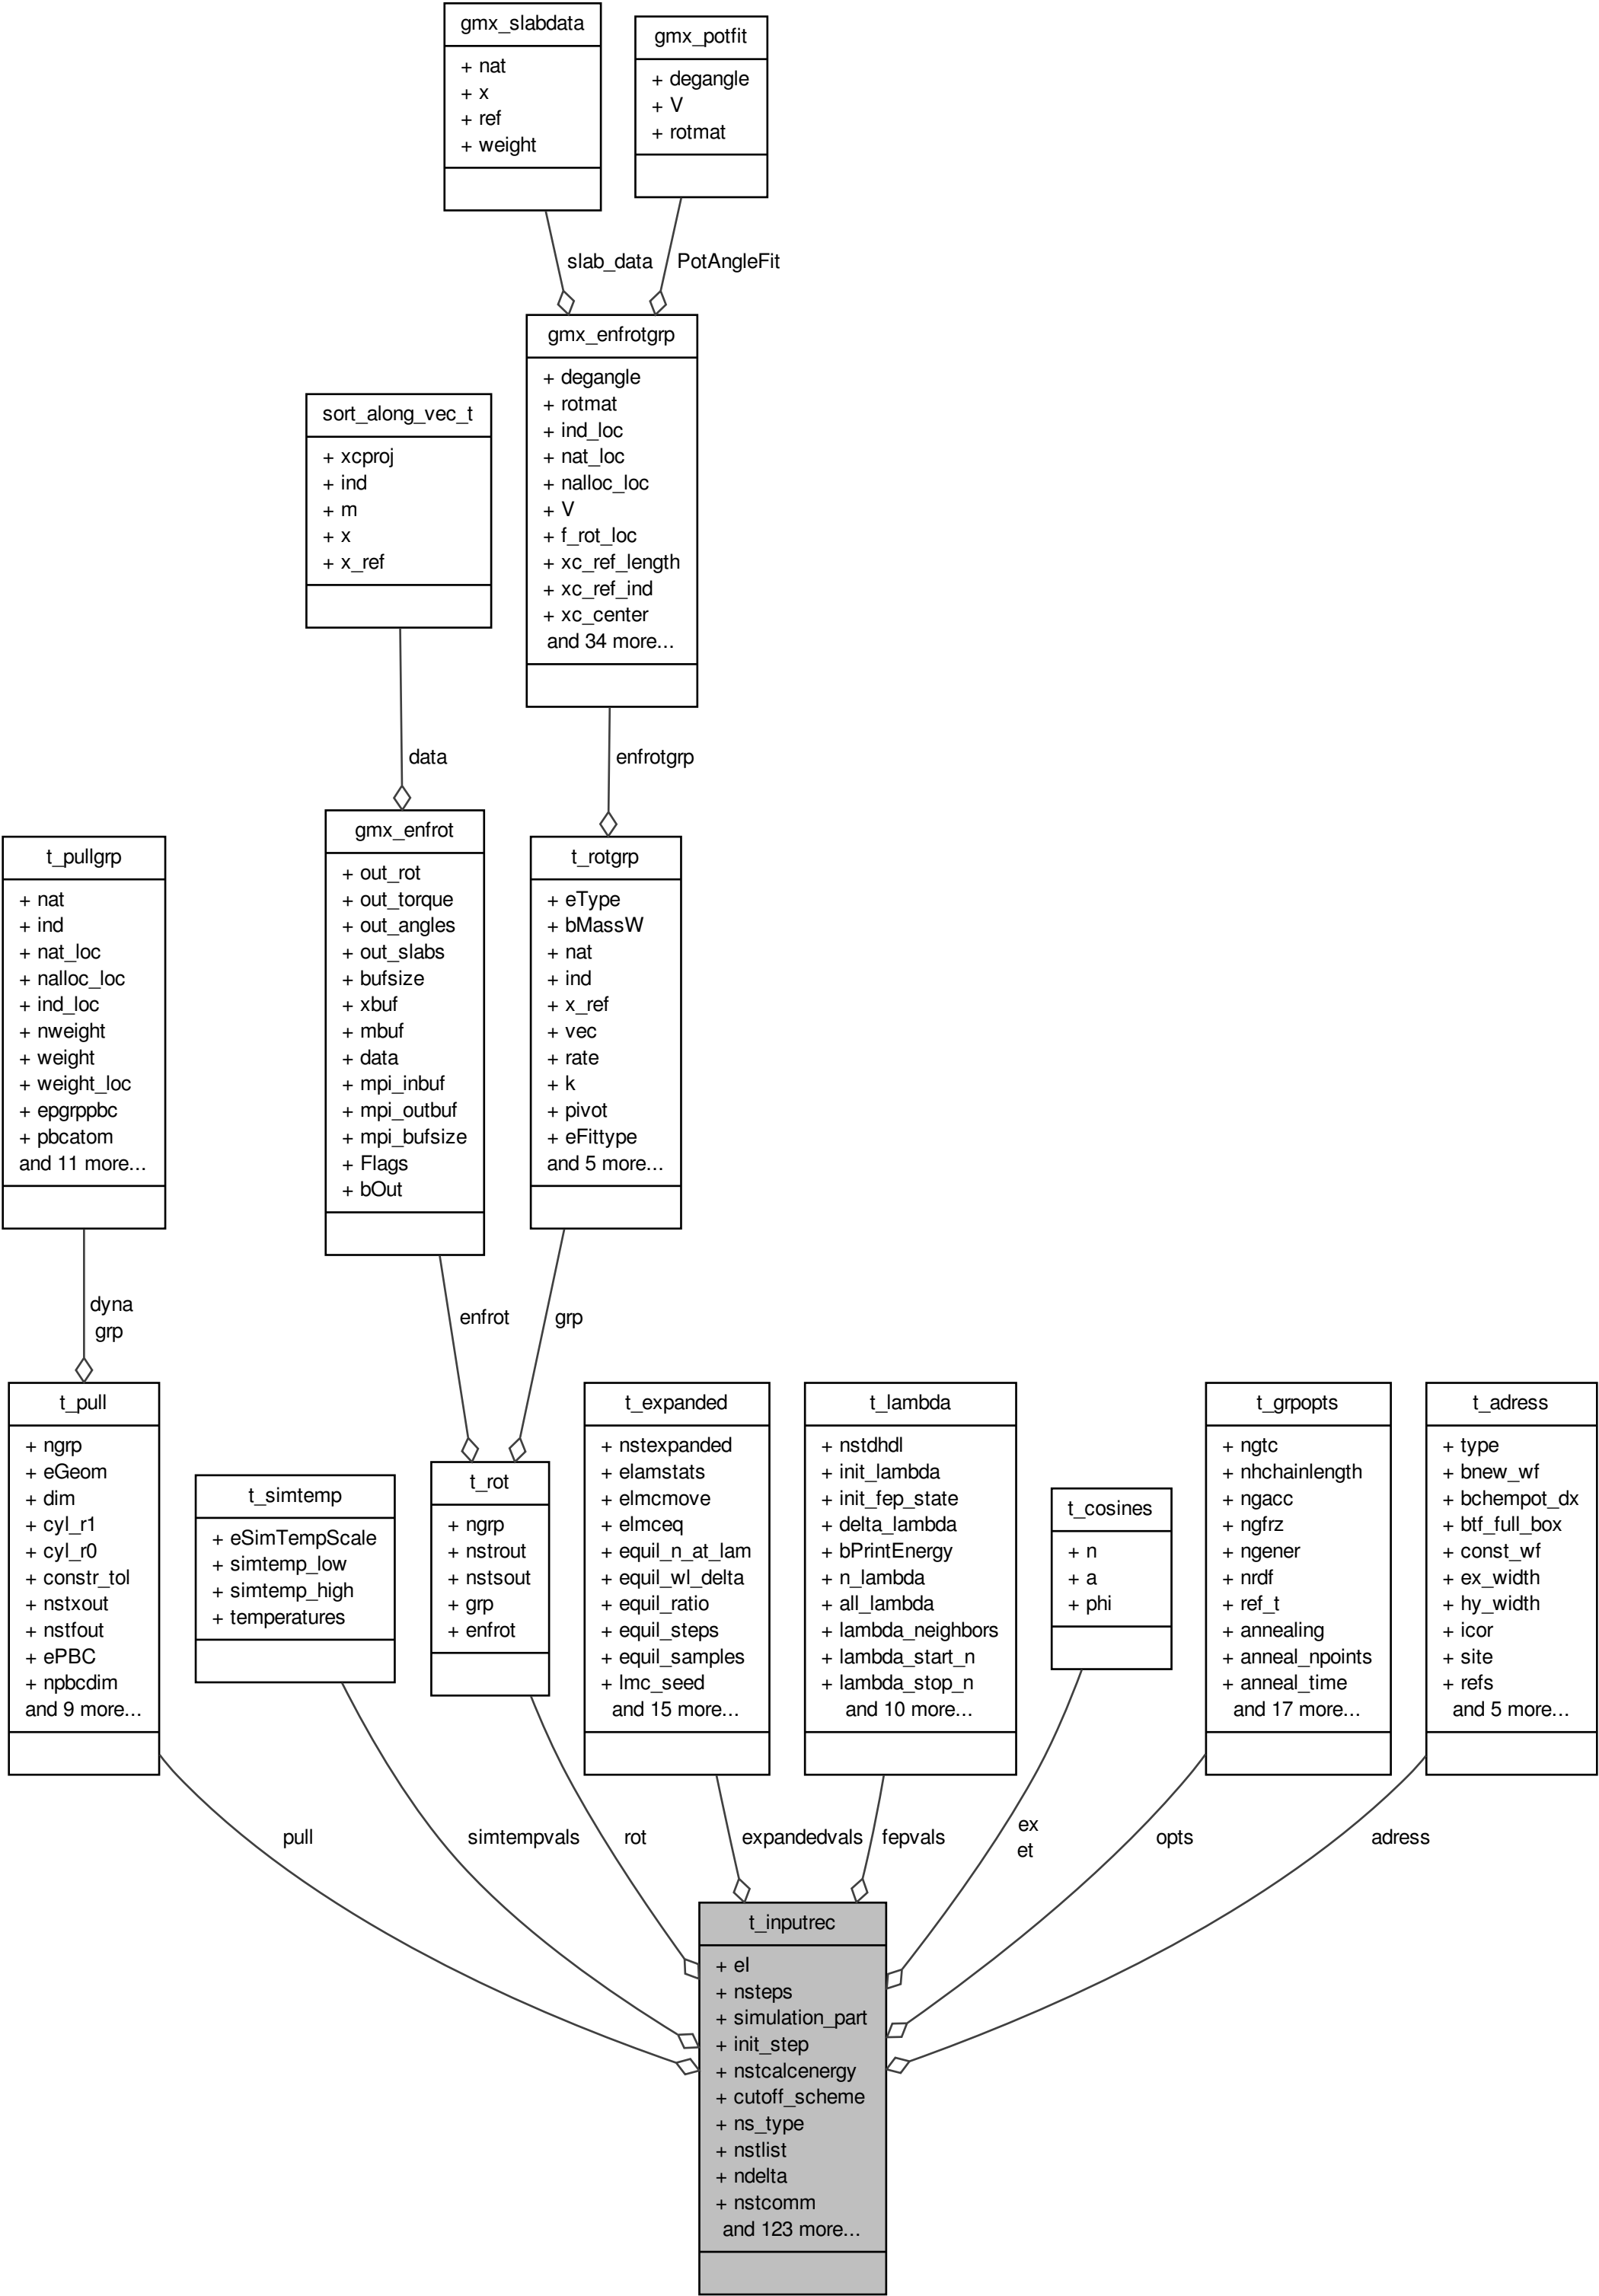 gmx_slabdata
+ nat
+ x
+ ref
+ weight
gmx_potfit
+ degangle
+ V
+ rotmat
slab_data
PotAngleFit
gmx_enfrotgrp
+ degangle
+ rotmat
+ ind_loc
+ nat_loc
+ nalloc_loc
+ V
+ f_rot_loc
+ xc_ref_length
+ xc_ref_ind
+ xc_center
and 34 more...
sort_along_vec_t
+ xcproj
+ ind
+ m
+ x
+ x_ref
data
enfrotgrp
t_pullgrp
+ nat
+ ind
+ nat_loc
+ nalloc_loc
+ ind_loc
+ nweight
+ weight
+ weight_loc
+ epgrppbc
+ pbcatom
and 11 more...
gmx_enfrot
+ out_rot
+ out_torque
+ out_angles
+ out_slabs
+ bufsize
+ xbuf
+ mbuf
+ data
+ mpi_inbuf
+ mpi_outbuf
+ mpi_bufsize
+ Flags
+ bOut
t_rotgrp
+ eType
+ bMassW
+ nat
+ ind
+ x_ref
+ vec
+ rate
+ k
+ pivot
+ eFittype
and 5 more...
dyna
grp
enfrot
grp
t_pull
+ ngrp
+ eGeom
+ dim
+ cyl_r1
+ cyl_r0
+ constr_tol
+ nstxout
+ nstfout
+ ePBC
+ npbcdim
and 9 more...
t_simtemp
+ eSimTempScale
+ simtemp_low
+ simtemp_high
+ temperatures
t_rot
+ ngrp
+ nstrout
+ nstsout
+ grp
+ enfrot
t_expanded
+ nstexpanded
+ elamstats
+ elmcmove
+ elmceq
+ equil_n_at_lam
+ equil_wl_delta
+ equil_ratio
+ equil_steps
+ equil_samples
+ lmc_seed
and 15 more...
t_lambda
+ nstdhdl
+ init_lambda
+ init_fep_state
+ delta_lambda
+ bPrintEnergy
+ n_lambda
+ all_lambda
+ lambda_neighbors
+ lambda_start_n
+ lambda_stop_n
and 10 more...
t_cosines
+ n
+ a
+ phi
t_grpopts
+ ngtc
+ nhchainlength
+ ngacc
+ ngfrz
+ ngener
+ nrdf
+ ref_t
+ annealing
+ anneal_npoints
+ anneal_time
and 17 more...
t_adress
+ type
+ bnew_wf
+ bchempot_dx
+ btf_full_box
+ const_wf
+ ex_width
+ hy_width
+ icor
+ site
+ refs
and 5 more...
pull
simtempvals
rot
expandedvals
fepvals
ex
et
opts
adress
t_inputrec
+ eI
+ nsteps
+ simulation_part
+ init_step
+ nstcalcenergy
+ cutoff_scheme
+ ns_type
+ nstlist
+ ndelta
+ nstcomm
and 123 more...